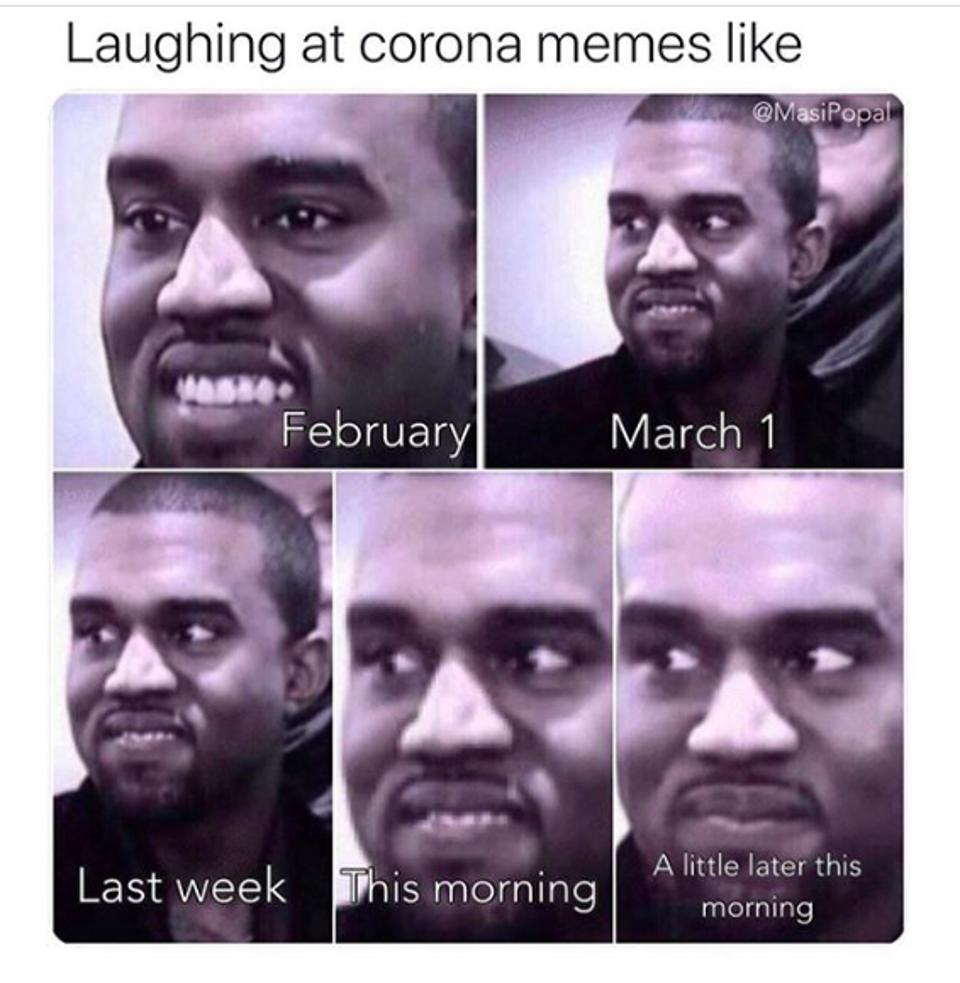 Laughing at corona memes like
@MasiPopal
February
March 1
Last week
This morning
A little later this
morning